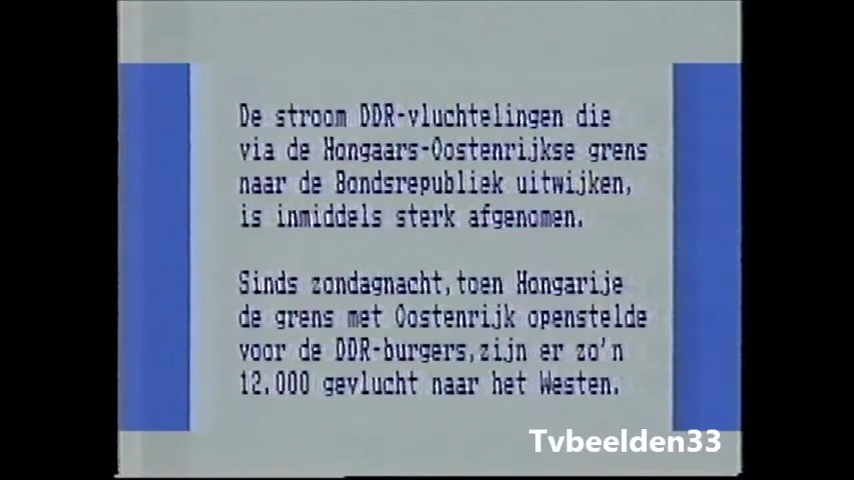 De stroom DDR-vluchtelingen die
via de Hongaars-Oostenrijkse grens
naar de Bondsrepubliek uitwijken,
is inmiddels sterk afgenomen.
Sinds zondagnacht,toen Hongarije
de grens met Oostenrijk openstelde
voor de DDR-burgers,zijn er zo'n
12.000 gevlucht naar het Westen.
Tvbeelden33